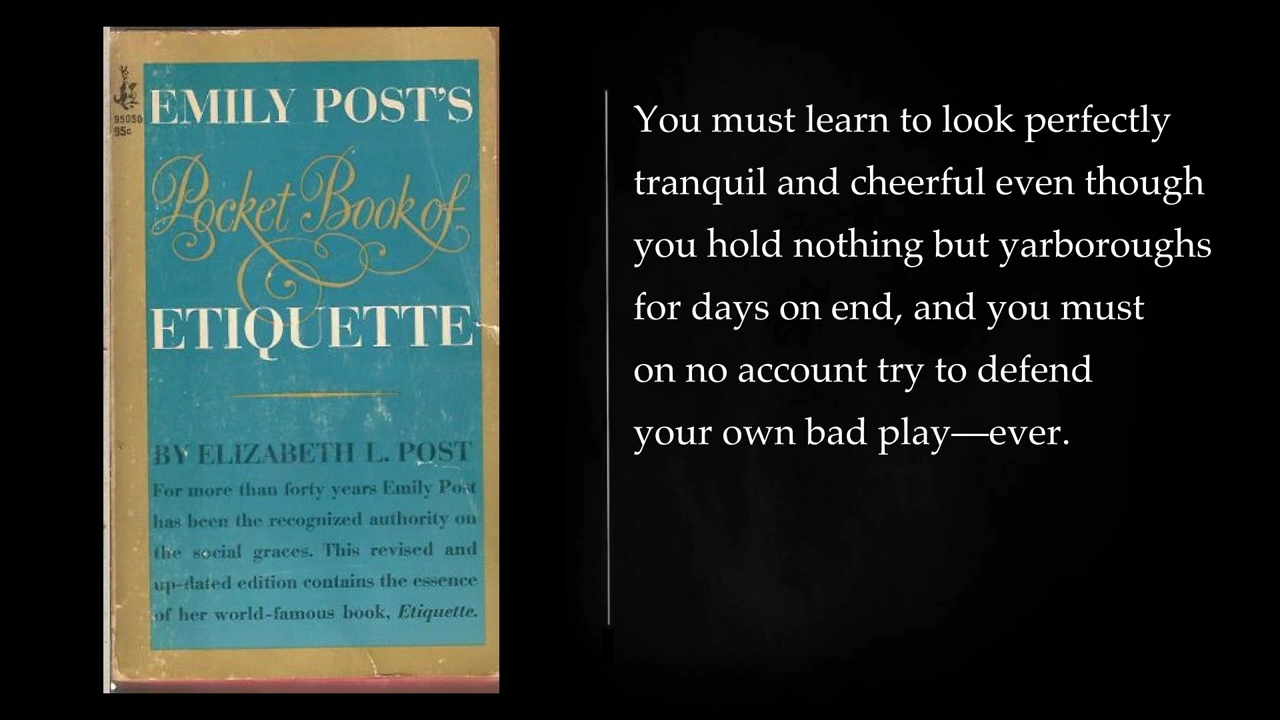 EMILY POST'S
95050
95c
Pocket Book of
ETIQUETTE
BY ELIZABETH L. POST
For more than forty years Emily Post
has been the recognized authority on
the social graces. This revised and
up-dated edition contains the essence
of her world-famous book, Etiquette.
You must learn to look perfectly
tranquil and cheerful even though
you hold nothing but yarboroughs
for days on end, and you must
on no account try to defend
your own bad play—ever.